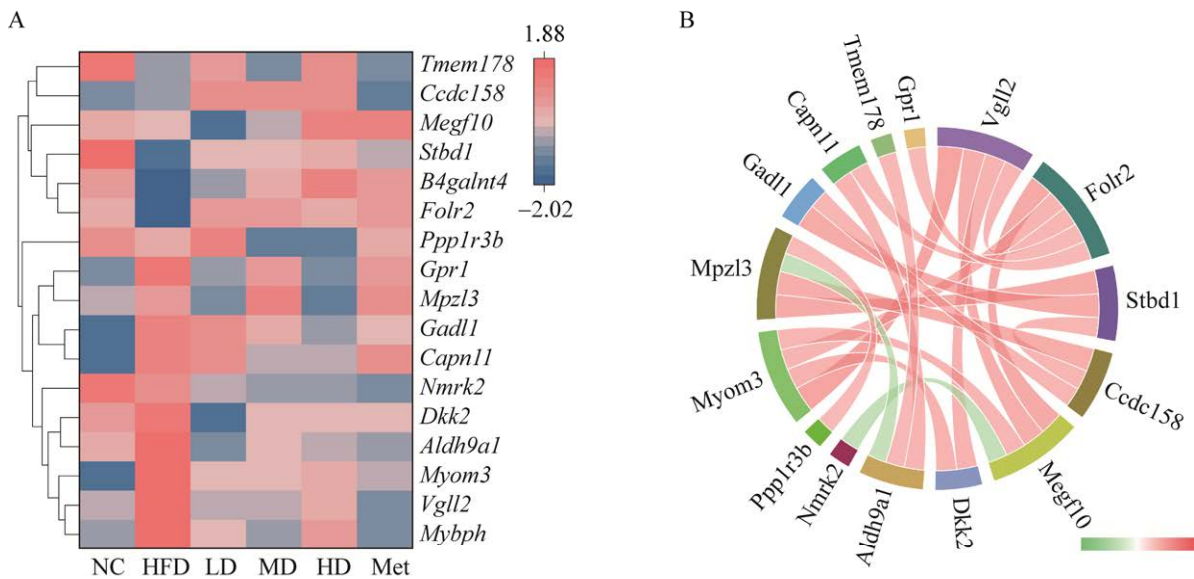 A
1.88
−2.02
Tmem178
Ccdc158
Megf10
Stbd1
B4galnt4
Folr2
Ppp1r3b
Gpr1
Mpzl3
Gadl1
Capn11
Nmrk2
Dkk2
Aldh9a1
Myom3
Vgll2
Mybph
NC HFD LD MD HD Met
B
Vgll2
Folr2
Stbd1
Ccdc158
Megf10
Dkk2
Aldh9a1
Nmrk2
Ppp1r3b
Myom3
Mpzl3
Gadl1
Capn11
Tmem178
Gpr1